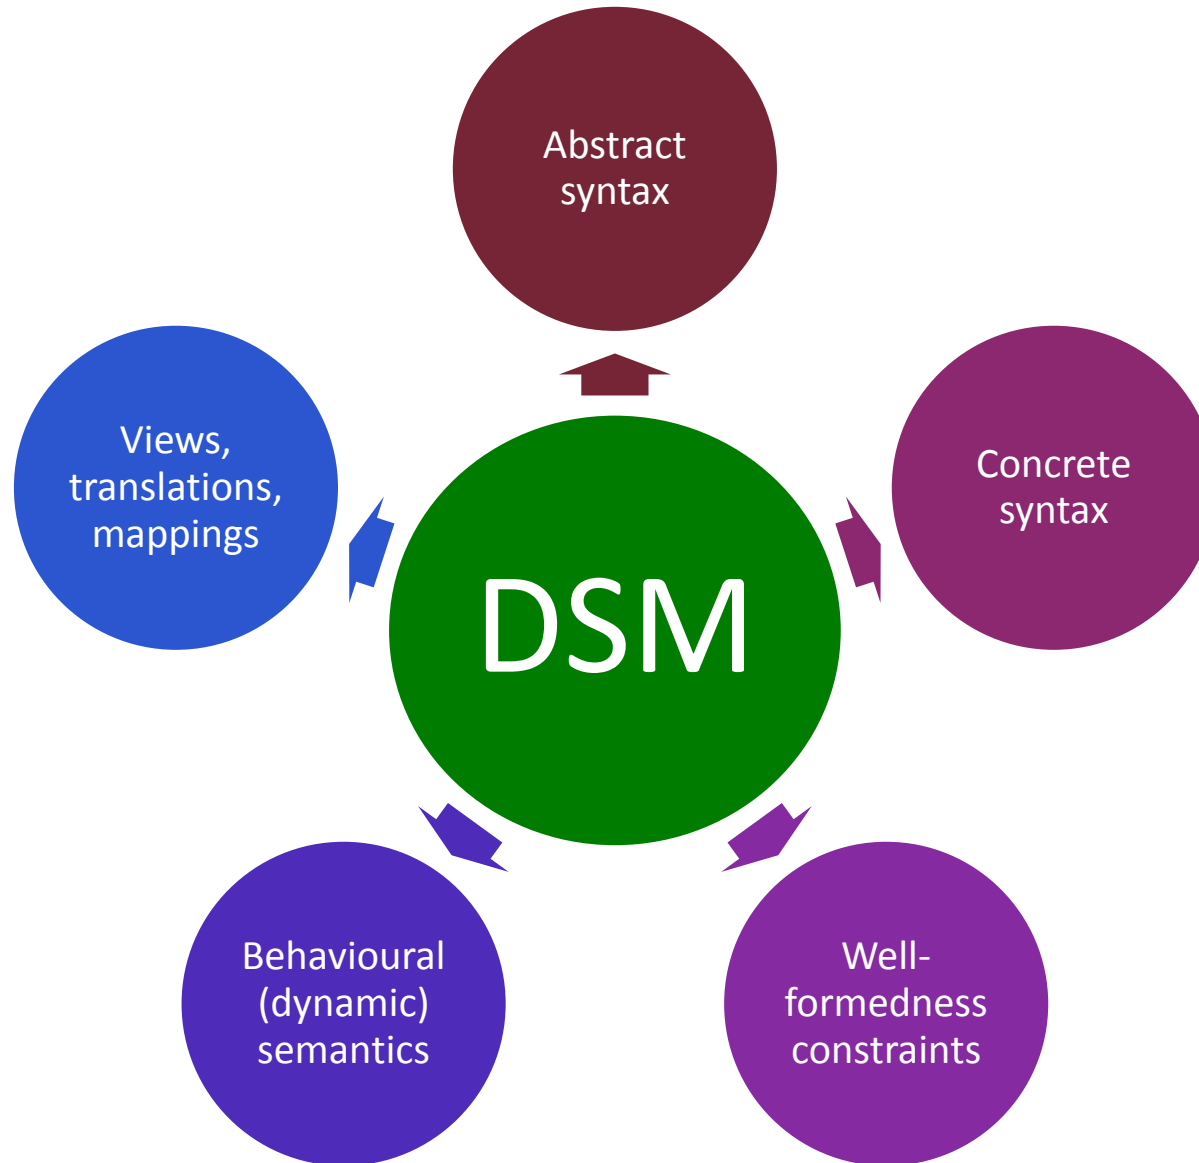 Abstract
syntax
Views,
translations,
mappings
Concrete
syntax
DSM
Behavioural
(dynamic)
semantics
Well-
formedness
constraints